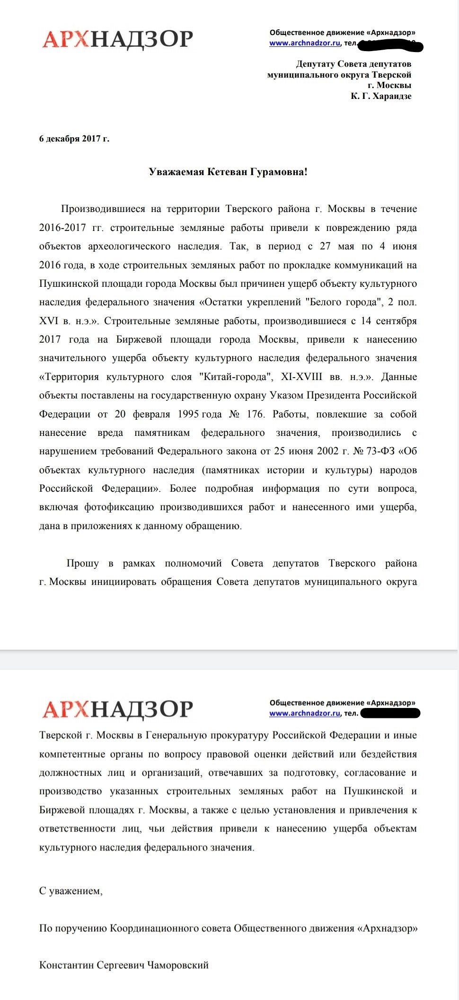 АРХНАДЗОР
Общественное движение «Архнадзор»
www.archnadzor.ru, тел.
Депутату Совета депутатов
муниципального округа Тверской
г. Москвы
К. Г. Хараидзе
6 декабря 2017 г.
Уважаемая Кетеван Гурамовна!
Производившиеся на территории Тверского района г. Москвы в течение
2016-2017 гг. строительные земляные работы привели к повреждению ряда
объектов археологического наследия. Так, в период с 27 мая по 4 июня
2016 года, в ходе строительных земляных работ по прокладке коммуникаций на
Пушкинской площади города Москвы был причинен ущерб объекту культурного
наследия федерального значения «Остатки укреплений "Белого города", 2 пол.
XVI в. н.э.». Строительные земляные работы, производившиеся с 14 сентября
2017 года на Биржевой площади города Москвы, привели к нанесению
значительного ущерба объекту культурного наследия федерального значения
«Территория культурного слоя "Китай-города", XI-XVIII вв. н.э.». Данные
объекты поставлены на государственную охрану Указом Президента Российской
Федерации от 20 февраля 1995 года № 176. Работы, повлекшие за собой
нанесение вреда памятникам федерального значения, производились с
нарушением требований Федерального закона от 25 июня 2002 г. № 73-ФЗ «Об
объектах культурного наследия (памятниках истории и культуры) народов
Российской Федерации». Более подробная информация по сути вопроса,
включая фотофиксацию производившихся работ и нанесенного ими ущерба,
дана в приложениях к данному обращению.
Прошу в рамках полномочий Совета депутатов Тверского района
г. Москвы инициировать обращения Совета депутатов муниципального округа
АРХНАДЗОР
Общественное движение «Архнадзор»
www.archnadzor.ru, тел.
Тверской г. Москвы в Генеральную прокуратуру Российской Федерации и иные
компетентные органы по вопросу правовой оценки действий или бездействия
должностных лиц и организаций, отвечавших за подготовку, согласование и
производство указанных строительных земляных работ на Пушкинской и
Биржевой площадях г. Москвы, а также с целью установления и привлечения к
ответственности лиц, чьи действия привели к нанесению ущерба объектам
культурного наследия федерального значения.
С уважением,
По поручению Координационного совета Общественного движения «Архнадзор»
Константин Сергеевич Чаморовский